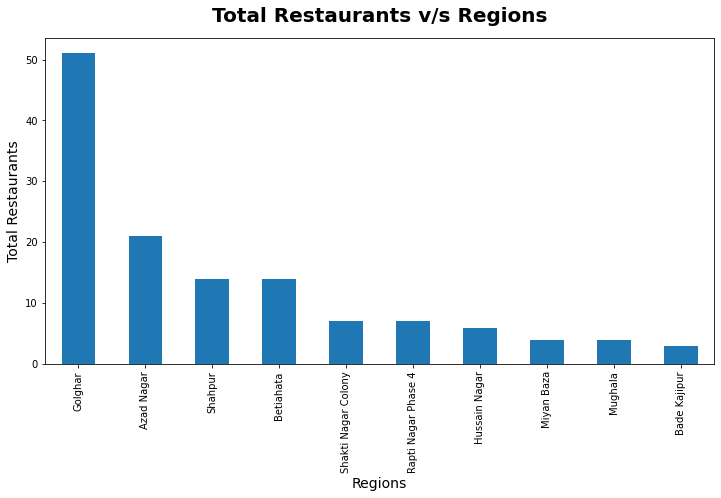 Total Restaurants v/s Regions
Total Restaurants
50
40
30
20
10
0
Golghar
Azad Nagar
Shahpur
Betiahata
Shakti Nagar Colony
Rapti Nagar Phase 4
Hussain Nagar
Miyan Baza
Mughala
Bade Kajipur
Regions